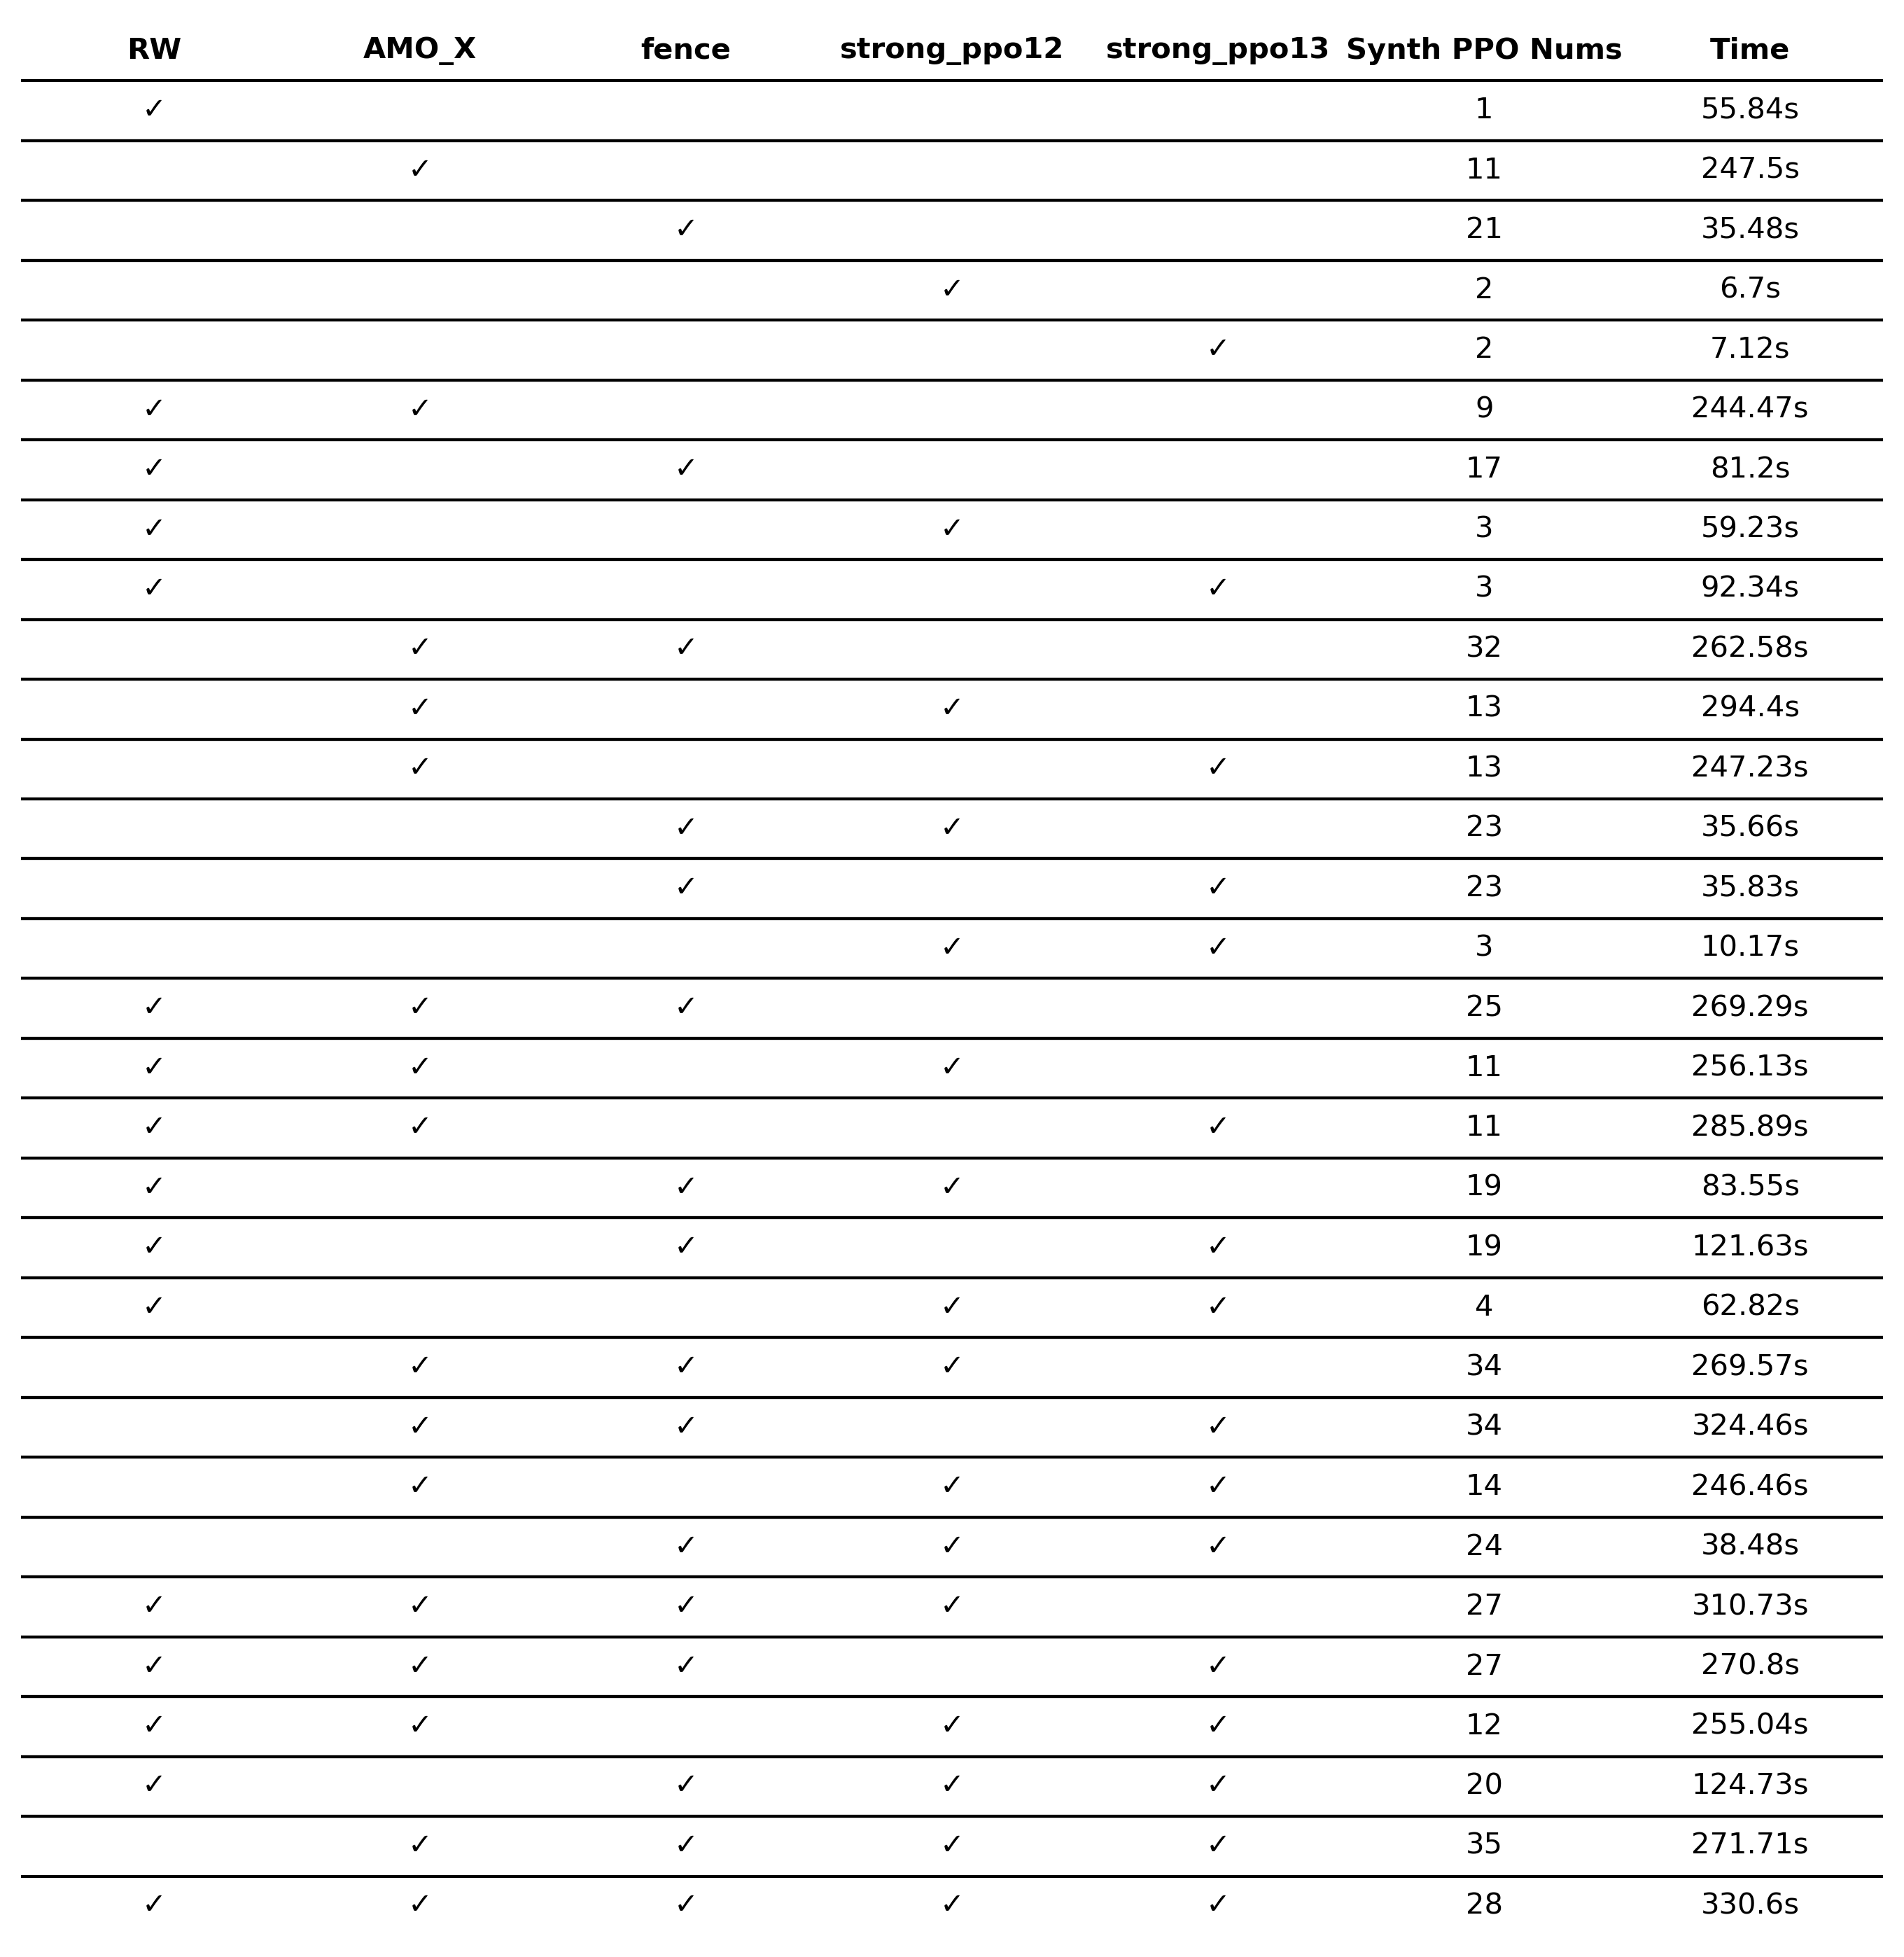 RW AMO_X fence strong_ppo12 strong_ppo13 Synth PPO Nums Time
✓ 1 55.84s
✓ 11 247.5s
✓ 21 35.48s
✓ 2 6.7s
✓ 2 7.12s
✓ ✓ 9 244.47s
✓ ✓ 17 81.2s
✓ ✓ 3 59.23s
✓ ✓ 3 92.34s
✓ ✓ 32 262.58s
✓ ✓ 13 294.4s
✓ ✓ 13 247.23s
✓ ✓ 23 35.66s
✓ ✓ 23 35.83s
✓ ✓ 3 10.17s
✓ ✓ ✓ 25 269.29s
✓ ✓ ✓ 11 256.13s
✓ ✓ ✓ 11 285.89s
✓ ✓ ✓ 19 83.55s
✓ ✓ ✓ 19 121.63s
✓ ✓ ✓ 4 62.82s
✓ ✓ ✓ 34 269.57s
✓ ✓ ✓ 34 324.46s
✓ ✓ ✓ 14 246.46s
✓ ✓ ✓ 24 38.48s
✓ ✓ ✓ ✓ 27 310.73s
✓ ✓ ✓ ✓ 27 270.8s
✓ ✓ ✓ ✓ 12 255.04s
✓ ✓ ✓ ✓ 20 124.73s
✓ ✓ ✓ ✓ 35 271.71s
✓ ✓ ✓ ✓ ✓ 28 330.6s